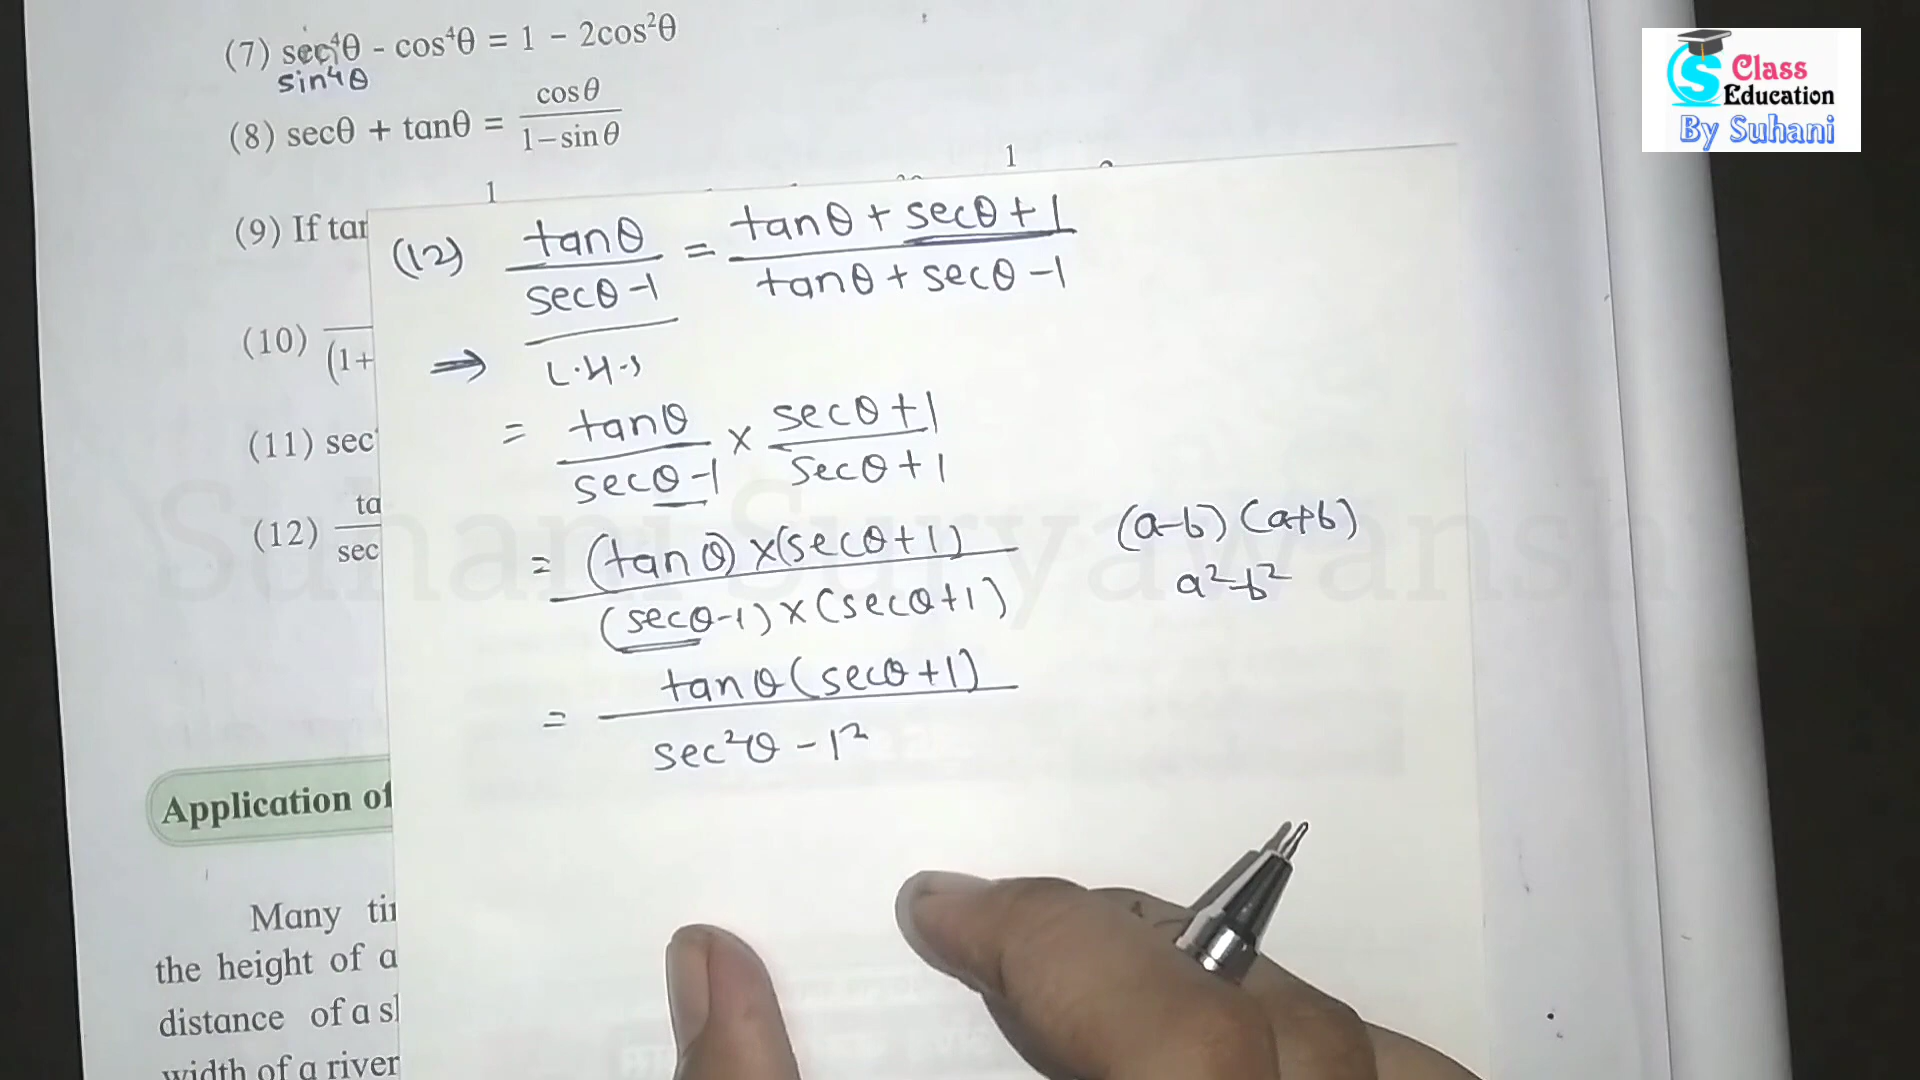 (7) sec⁴θ - cos⁴θ = 1 - 2cos²θ
sin⁴θ
(8) secθ + tanθ = cosθ / 1-sinθ
(9) If tan
1
1
(10)
(1+
(11) sec
(12) ta
sec
(12) tanθ / secθ-1 = tanθ + secθ+1 / tanθ + secθ-1
⇒ L.H.S
= tanθ / secθ-1 × secθ+1 / secθ+1
= (tanθ)×(secθ+1) / (secθ-1)×(secθ+1)
(a-b)(a+b)
a²-b²
= tanθ(secθ+1) / sec²θ - 1²
Application of
Many
the height of a
distance of a
width of a river
S Class
Education
By Suhani
Suhani Suryawanshi